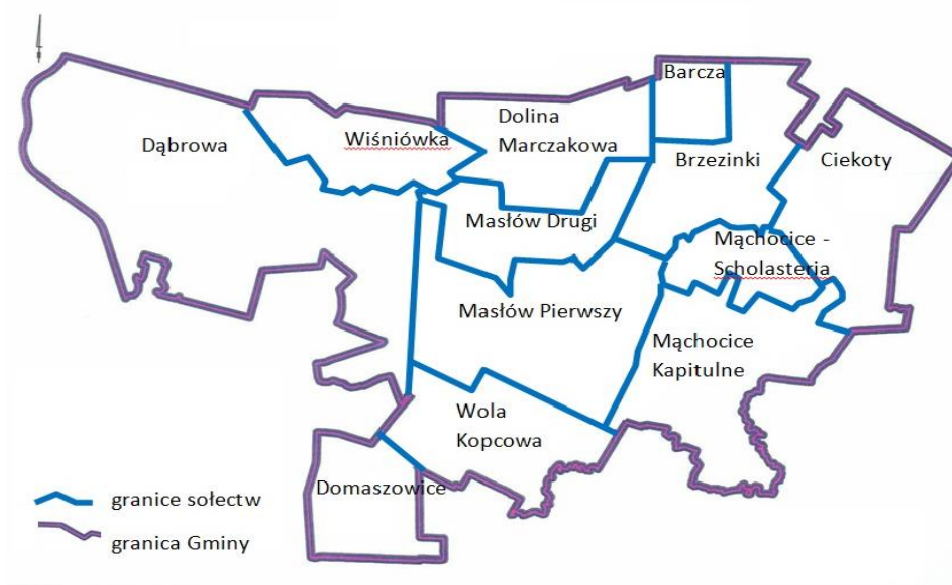 Barcza
Dolina
Marczakowa
Wiśniówka
Dąbrowa
Brzezinki
Ciekoty
Masłów Drugi
Mąchocice -
Scholasteria
Masłów Pierwszy
Mąchocice
Kapitulne
Wola
Kopcowa
Domaszowice
granice sołectw
granica Gminy